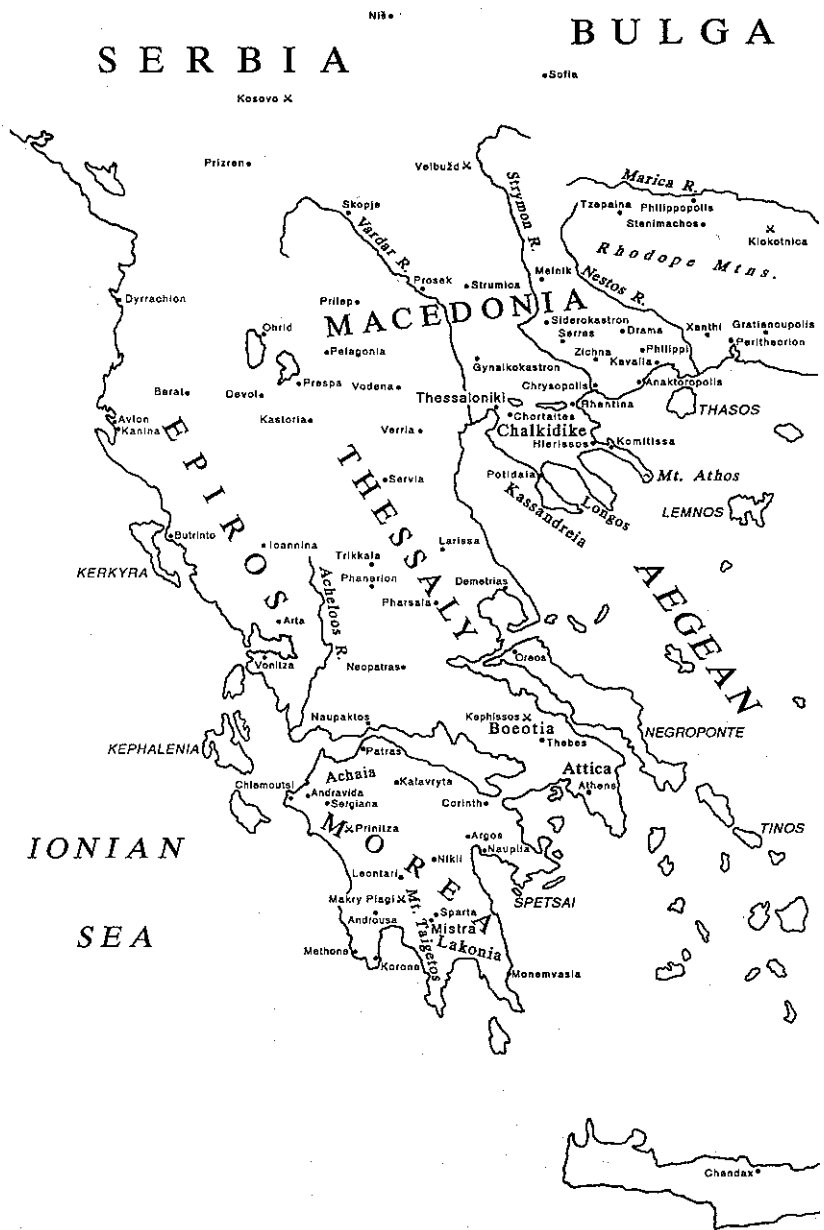 Niš
SERBIA
BULGA
Sofia
Kosovo
Prizren
Velbužd
Strymon R.
Marica R.
Tzepaina
Philippopolis
Stenimachos
Klokotnica
Rhodope Mtns.
Skopje
Vardar R.
Prosek
Strumica
Melnik
Nestos R.
Dyrrachion
Prilep
MACEDONIA
Ohrid
Siderokastron
Serres
Drama
Xanthi
Gratianoupolis
Peritheorion
Pelagonia
Gynaikokastron
Zichna
Philippi
Kavalla
Berat
Devol
Prespa
Vodena
Chrysopolis
Anaktoropolis
Thessaloniki
Rhentina
THASOS
Avlon
Kanina
Kastoria
Verria
Chortaites
Chalkidike
Hierissos
Komitissa
EPIROS
THESSALY
Servia
Potidaia
Kassandreia
Longos
Mt. Athos
LEMNOS
Butrinto
Ioannina
Larissa
KERKYRA
Trikkala
Phanarion
Demetrias
Acheloos R.
Pharsala
AEGEAN
Arta
Vonitza
Neopatras
Oreos
Naupaktos
Kephissos
Boeotia
Thebes
NEGROPONTE
KEPHALENIA
Patras
Achaia
Kalavryta
Attica
Athens
Chlemoutsi
Andravida
Sergiana
Corinth
TINOS
IONIAN
SEA
MOREA
Prinitza
Argos
Nauplia
Nikli
Leontari
SPETSAI
Makry Plagi
Mt. Taigetos
Androusa
Sparta
Mistra
Lakonia
Methone
Korone
Monemvasia
Chandax